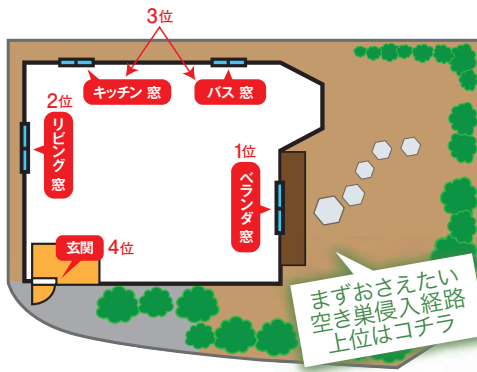 3位
キッチン 窓
バス 窓
2位
リビング 窓
1位
ベランダ 窓
玄関
4位
まずおさえたい
空き巣侵入経路
上位はコチラ